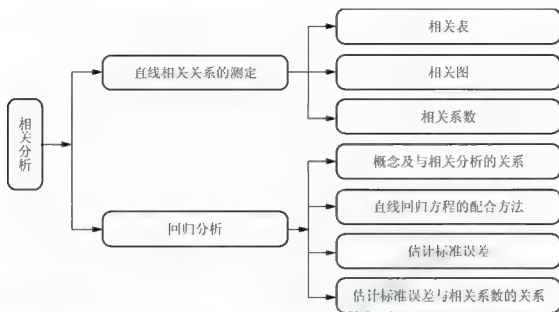 相关分析
直线相关关系的测定
相关表
相关图
相关系数
回归分析
概念及与相关分析的关系
直线回归方程的配合方法
估计标准误差
估计标准误差与相关系数的关系